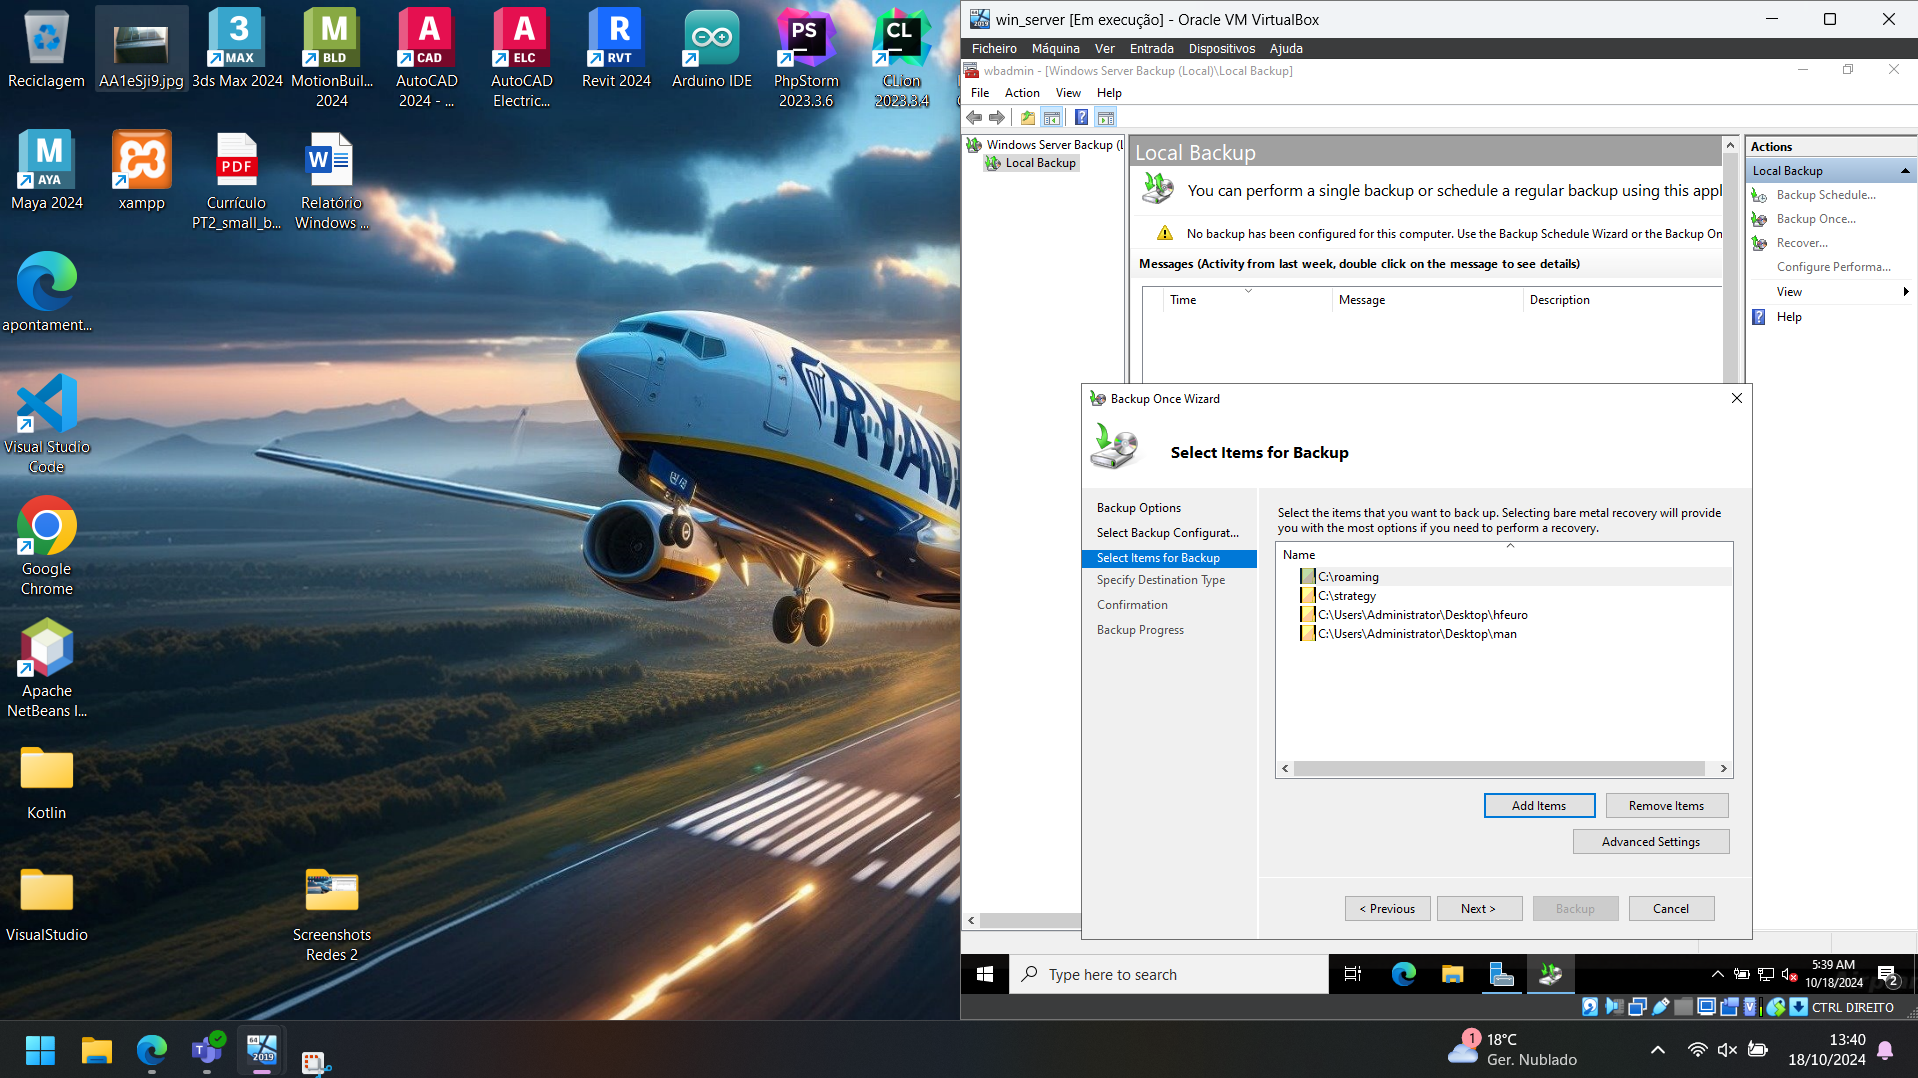 Reciclagem
AA1eSji9.jpg
3ds Max 2024
MotionBuil...
2024
AutoCAD
2024 - ...
AutoCAD
Electric...
Revit 2024
Arduino IDE
PhpStorm
2023.3.6
CLion
2023.3.4
Maya 2024
xampp
Currículo
PT2_small_b...
Relatório
Windows ...
apontament...
Visual Studio
Code
Google
Chrome
Apache
NetBeans I...
Kotlin
VisualStudio
Screenshots
Redes 2
win_server [Em execução] - Oracle VM VirtualBox
Ficheiro Máquina Ver Entrada Dispositivos Ajuda
wbadmin - [Windows Server Backup (Local)\Local Backup]
File Action View Help
Windows Server Backup (L
Local Backup
Local Backup
You can perform a single backup or schedule a regular backup using this appl
No backup has been configured for this computer. Use the Backup Schedule Wizard or the Backup On
Messages (Activity from last week, double click on the message to see details)
Time Message Description
Actions
Local Backup
Backup Schedule...
Backup Once...
Recover...
Configure Performa...
View
Help
Backup Once Wizard
Select Items for Backup
Backup Options
Select Backup Configurat...
Select Items for Backup
Specify Destination Type
Confirmation
Backup Progress
Select the items that you want to back up. Selecting bare metal recovery will provide
you with the most options if you need to perform a recovery.
Name
C:\roaming
C:\strategy
C:\Users\Administrator\Desktop\hfeuro
C:\Users\Administrator\Desktop\man
Add Items Remove Items
Advanced Settings
< Previous Next > Backup Cancel
Type here to search
5:39 AM
10/18/2024
2
CTRL DIREITO
1
18°C
Ger. Nublado
13:40
18/10/2024